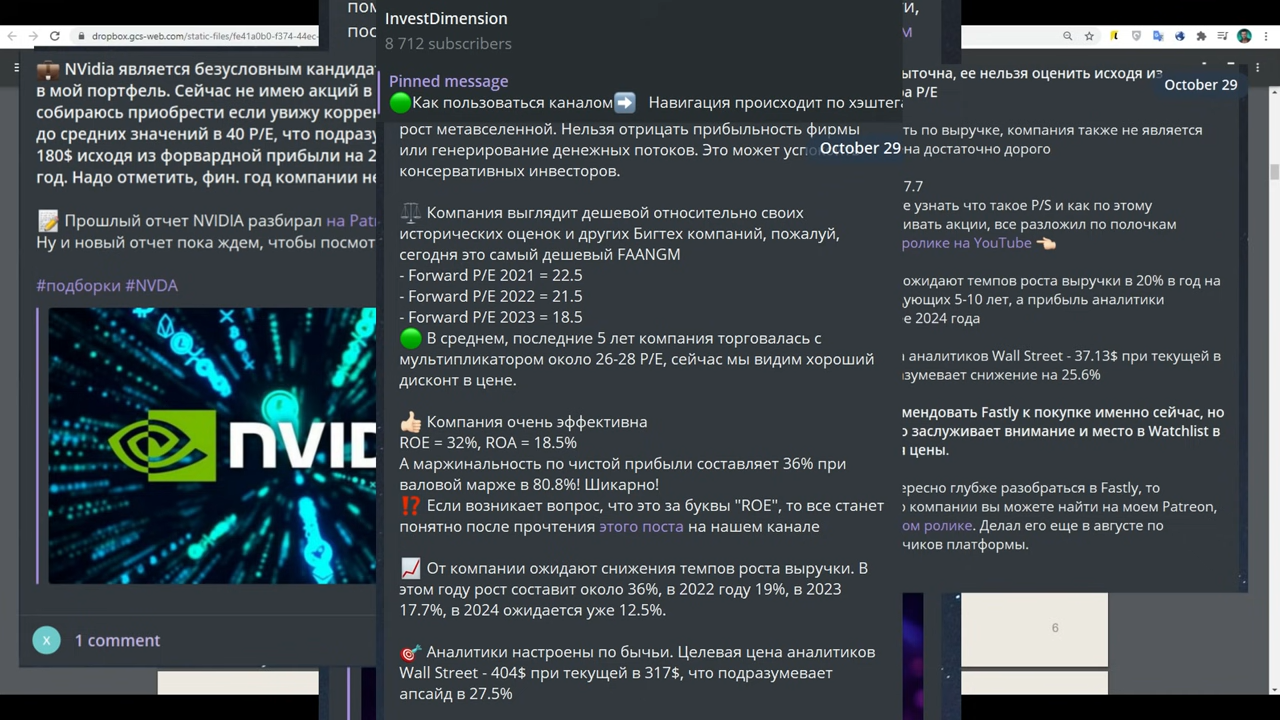 InvestDimension
8 712 subscribers
Pinned message
Как пользоваться каналом Навигация происходит по хэштега
рост метавселенной. Нельзя отрицать прибыльность фирмы
или генерирование денежных потоков. Это может
October 29
консервативных инвесторов.
Компания выглядит дешевой относительно своих
исторических оценок и других Бигтех компаний, пожалуй,
сегодня это самый дешевый FAANGM
- Forward P/E 2021 = 22.5
- Forward P/E 2022 = 21.5
- Forward P/E 2023 = 18.5
В среднем, последние 5 лет компания торговалась с
мультипликатором около 26-28 P/E, сейчас мы видим хороший
дисконт в цене.
Компания очень эффективна
ROE = 32%, ROA = 18.5%
А маржинальность по чистой прибыли составляет 36% при
валовой марже в 80.8%! Шикарно!
Если возникает вопрос, что это за буквы "ROE", то все станет
понятно после прочтения этого поста на нашем канале
От компании ожидают снижения темпов роста выручки. В
этом году рост составит около 36%, в 2022 году 19%, в 2023
17.7%, в 2024 ожидается уже 12.5%.
Аналитики настроены по бычьи. Целевая цена аналитиков
Wall Street - 404$ при текущей в 317$, что подразумевает
апсайд в 27.5%
dropbox.gcs-web.com/static-files/fe41a0b0-f374-44ec-
NVidia является безусловным кандидат
в мой портфель. Сейчас не имею акций в
собираюсь приобрести если увижу коррек
до средних значений в 40 P/E, что подразу
180$ исходя из форвардной прибыли на 2
год. Надо отметить, фин. год компании не
Прошлый отчет NVIDIA разбирал на Patr
Ну и новый отчет пока ждем, чтобы посмот
#подборки #NVDA
NVID
X
1 comment
ыточна, ее нельзя оценить исходя из
а P/E
October 29
ть по выручке, компания также не является
на достаточно дорого
7.7
е узнать что такое P/S и как по этому
ивать акции, все разложил по полочкам
ролике на YouTube
ожидают темпов роста выручки в 20% в год на
ующих 5-10 лет, а прибыль аналитики
е 2024 года
аналитиков Wall Street - 37.13$ при текущей в
азумевает снижение на 25.6%
мендовать Fastly к покупке именно сейчас, но
о заслуживает внимание и место в Watchlist в
цены.
ересно глубже разобраться в Fastly, то
о компании вы можете найти на моем Patreon,
ом ролике. Делал его еще в августе по
чиков платформы.
6